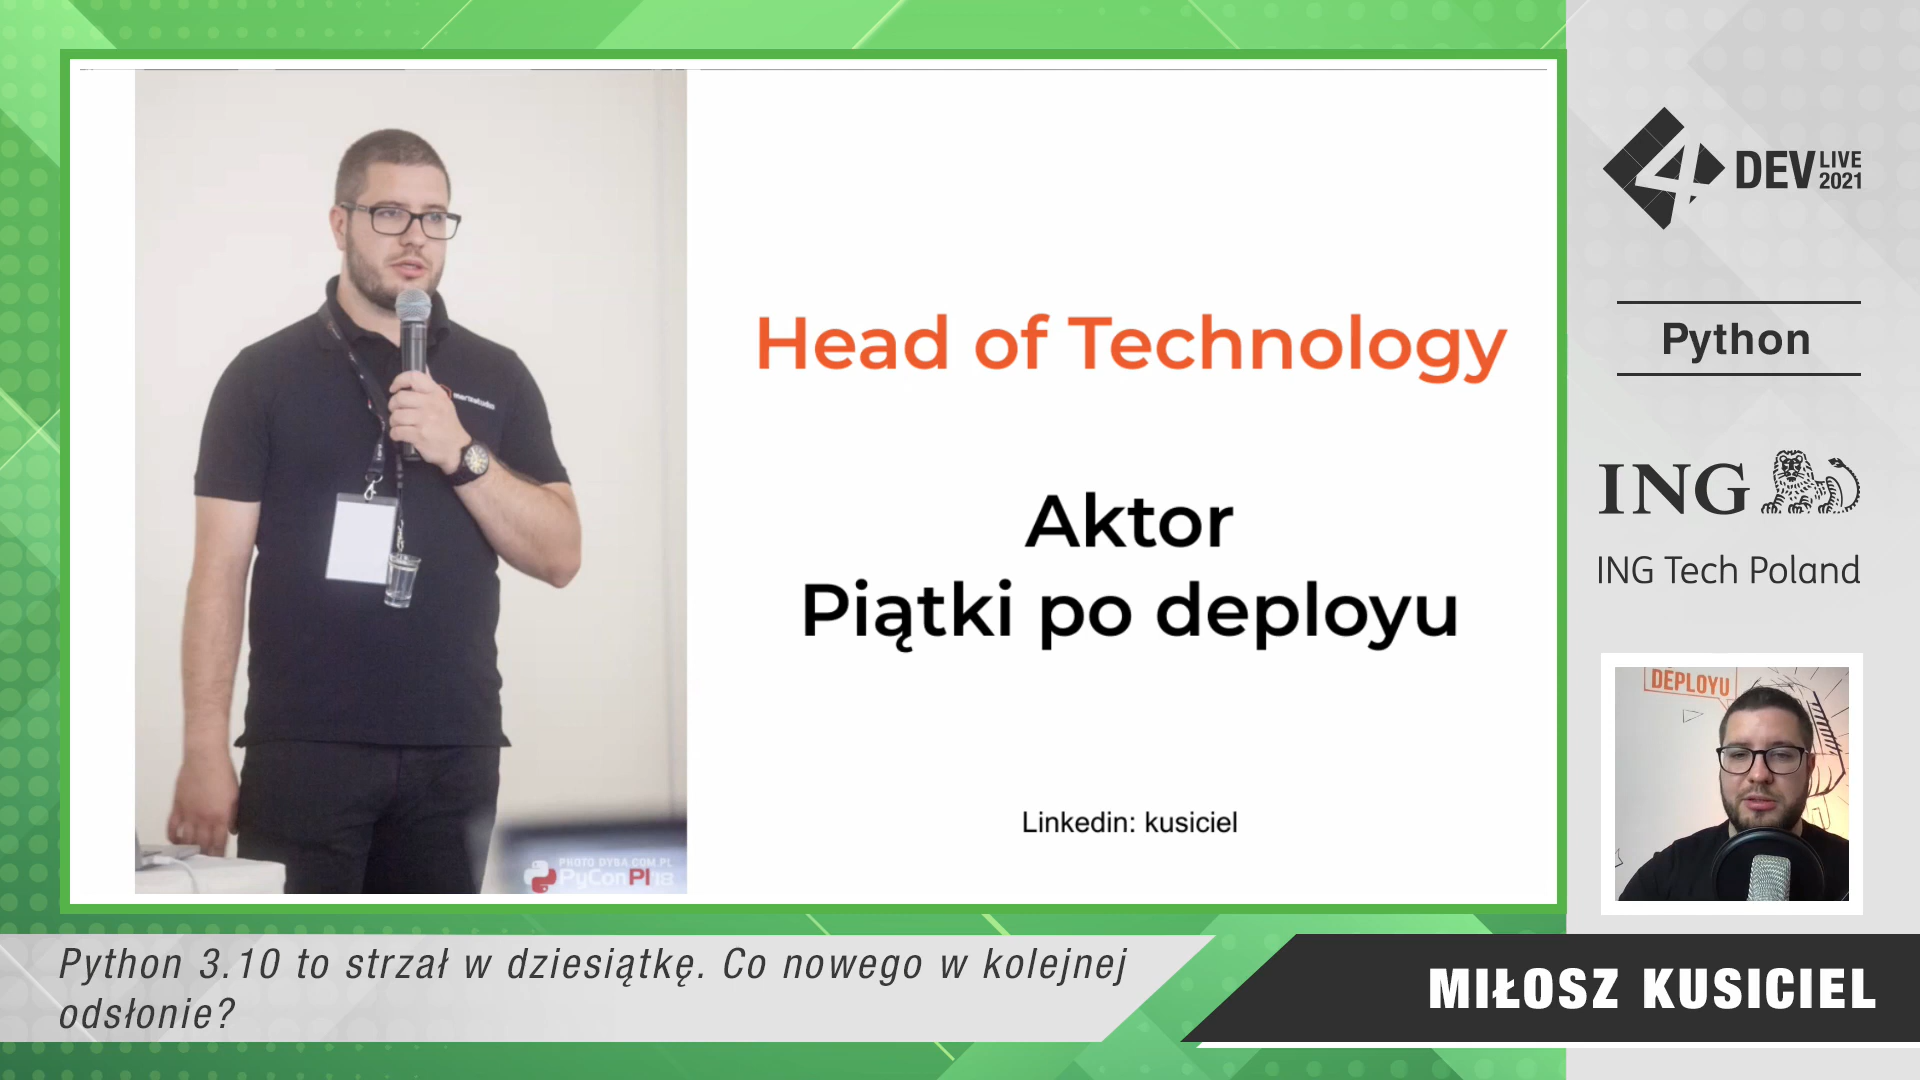 Head of Technology
Aktor
Piątki po deployu
Linkedin: kusiciel
PHOTO DYBA.COM.PL
PyConPl
4
DEV LIVE 2021
Python
ING
ING Tech Poland
DEPLOYU
Python 3.10 to strzał w dziesiątkę. Co nowego w kolejnej
odsłonie?
MIŁOSZ KUSICIEL